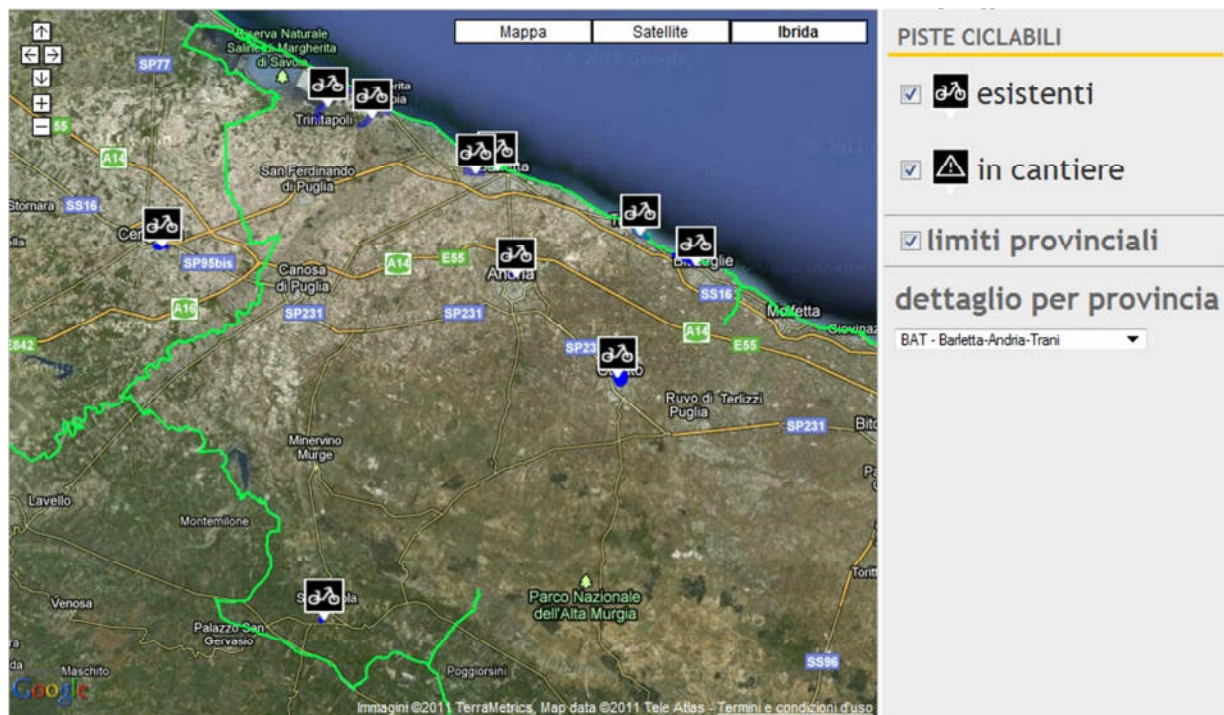 Mappa
Satellite
Ibrida
Riserva Naturale
Saline di Margherita
di Savoia
SP77
Trinitapoli
55
A14
San Ferdinando
di Puglia
Stornara
SS16
SP95bis
Canosa
di Puglia
A14
E55
Andria
SS16
Molfetta
A16
SP231
SP231
A14
E55
E842
Ruvo di
Puglia
Terlizzi
SP231
Minervino
Murge
Lavello
Montemilone
Venosa
Palazzo San
Gervasio
Parco Nazionale
dell'Alta Murgia
Maschito
Poggiorsini
SS96
Google
Immagini ©2011 TerraMetrics, Map data ©2011 Tele Atlas - Termini e condizioni d'uso
PISTE CICLABILI
esistenti
in cantiere
limiti provinciali
dettaglio per provincia
BAT - Barletta-Andria-Trani